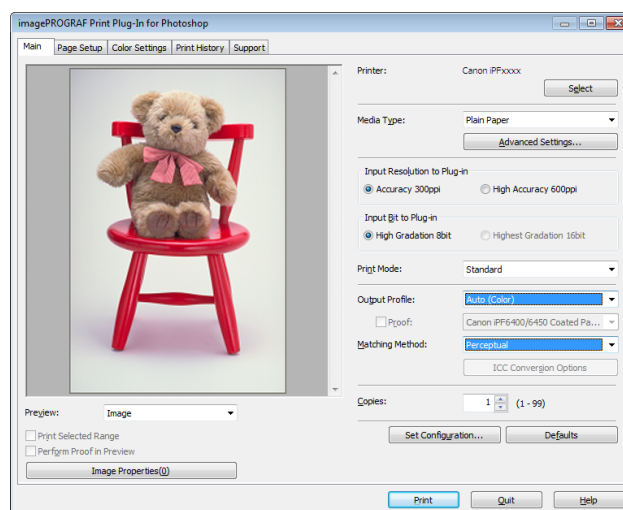 imagePROGRAF Print Plug-In for Photoshop
Main Page Setup Color Settings Print History Support
Printer: Canon iPFxxxx
Select
Media Type: Plain Paper
Advanced Settings...
Input Resolution to Plug-in
Accuracy 300ppi High Accuracy 600ppi
Input Bit to Plug-in
High Gradation 8bit Highest Gradation 16bit
Print Mode: Standard
Output Profile: Auto (Color)
Proof: Canon iPF6400/6450 Coated Pa...
Matching Method: Perceptual
ICC Conversion Options
Copies: 1 (1 - 99)
Preview: Image
Print Selected Range
Perform Proof in Preview
Image Properties(0)
Set Configuration... Defaults
Print Quit Help